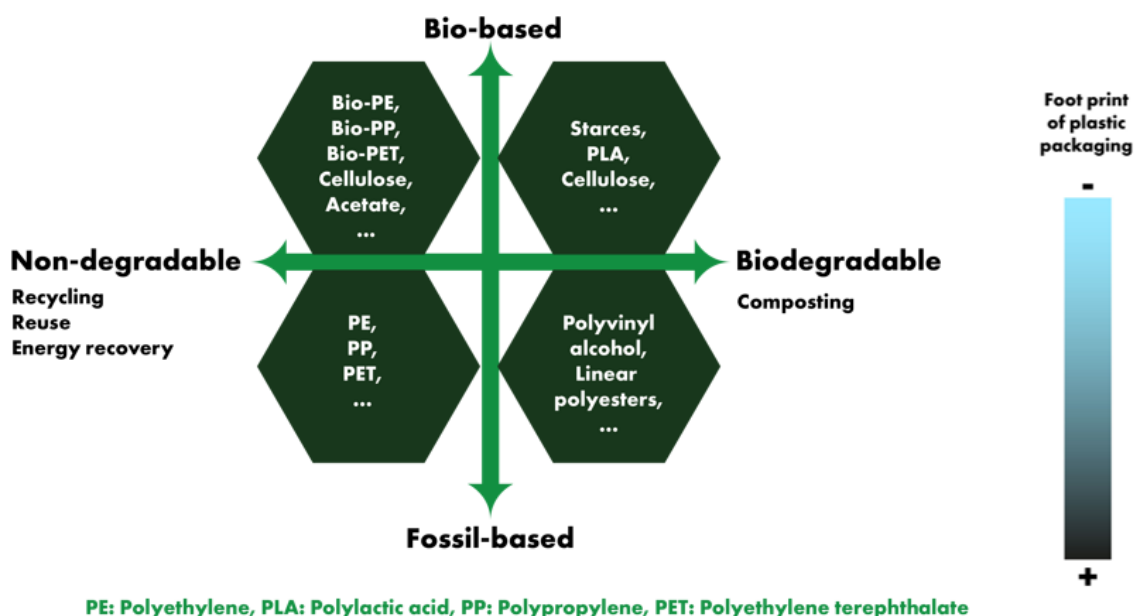 Bio-based
Bio-PE,
Bio-PP,
Bio-PET,
Cellulose,
Acetate,
...
Starces,
PLA,
Cellulose,
...
Foot print
of plastic
packaging
-
Non-degradable
Recycling
Reuse
Energy recovery
Biodegradable
Composting
PE,
PP,
PET,
...
Polyvinyl
alcohol,
Linear
polyesters,
...
Fossil-based
+
PE: Polyethylene, PLA: Polylactic acid, PP: Polypropylene, PET: Polyethylene terephthalate